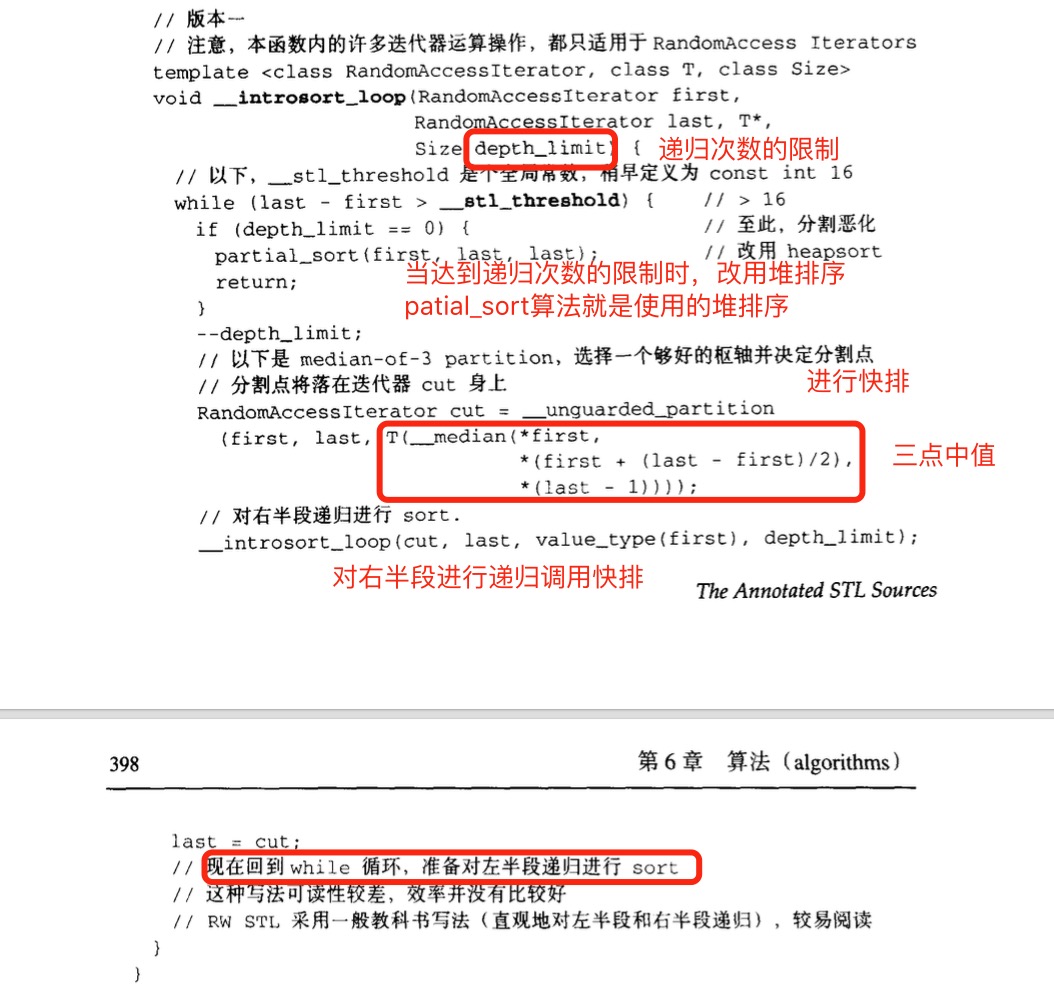 // 版本一
// 注意，本函数内的许多迭代器运算操作，都只适用于 RandomAccess Iterators
template <class RandomAccessIterator, class T, class Size>
void __introsort_loop(RandomAccessIterator first,
RandomAccessIterator last, T*,
Size depth_limit) { 递归次数的限制
// 以下，__stl_threshold 是个全局常数，稍早定义为 const int 16
while (last - first > __stl_threshold) { // > 16
if (depth_limit == 0) { // 至此，分割恶化
partial_sort(first, last, last); // 改用 heapsort
当达到递归次数的限制时，改用堆排序
return;
patial_sort算法就是使用的堆排序
}
--depth_limit;
// 以下是 median-of-3 partition，选择一个够好的枢轴并决定分割点
// 分割点将落在迭代器 cut 身上
进行快排
RandomAccessIterator cut = __unguarded_partition
(first, last, T(__median(*first,
*(first + (last - first)/2), 三点中值
*(last - 1))));
// 对右半段递归进行 sort.
__introsort_loop(cut, last, value_type(first), depth_limit);
对右半段进行递归调用快排
The Annotated STL Sources
398 第 6 章 算法（algorithms）
last = cut;
// 现在回到 while 循环，准备对左半段递归进行 sort
// 这种写法可读性较差，效率并没有比较好
// RW STL 采用一般教科书写法（直观地对左半段和右半段递归），较易阅读
}
}